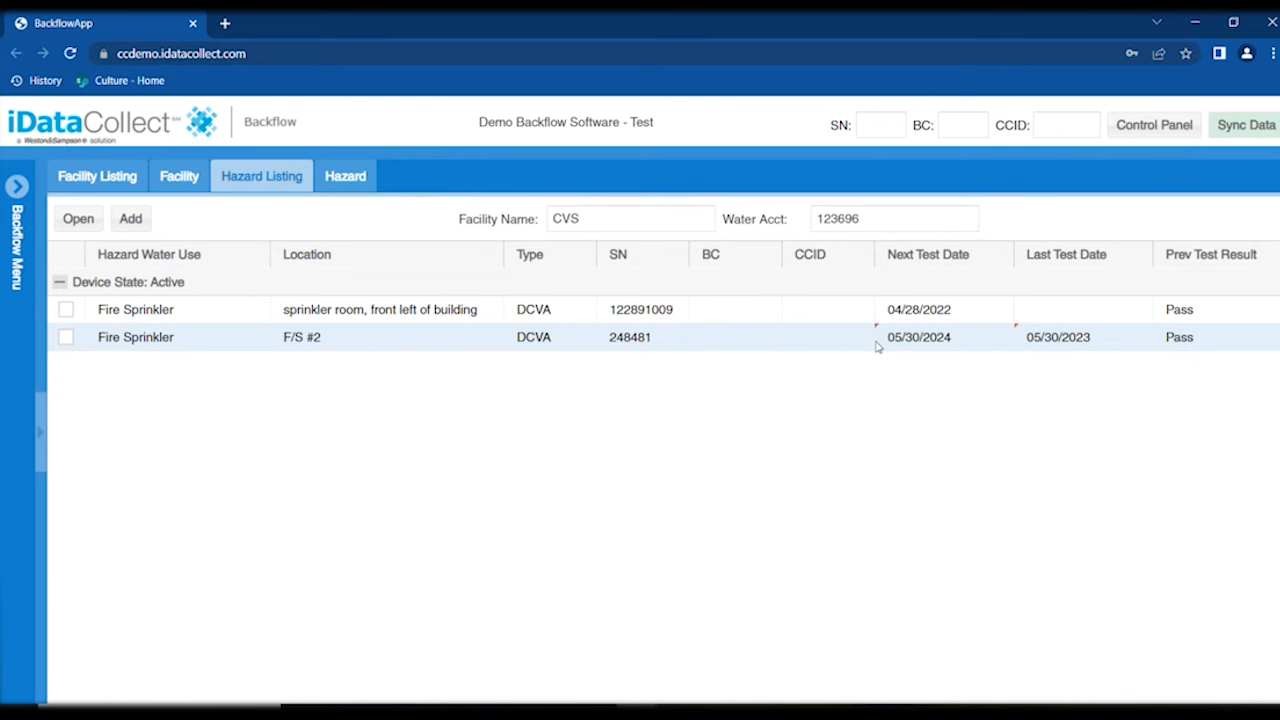 BackflowApp
ccdemo.idatacollect.com
History Culture - Home
iDataCollect℠ Backflow Demo Backflow Software - Test SN: BC: CCID: Control Panel Sync Data
a Weston&Sampson® solution
Facility Listing Facility Hazard Listing Hazard
Backflow Menu
Open Add Facility Name: CVS Water Acct: 123696
Hazard Water Use Location Type SN BC CCID Next Test Date Last Test Date Prev Test Result
Device State: Active
Fire Sprinkler sprinkler room, front left of building DCVA 122891009 04/28/2022 Pass
Fire Sprinkler F/S #2 DCVA 248481 05/30/2024 05/30/2023 Pass